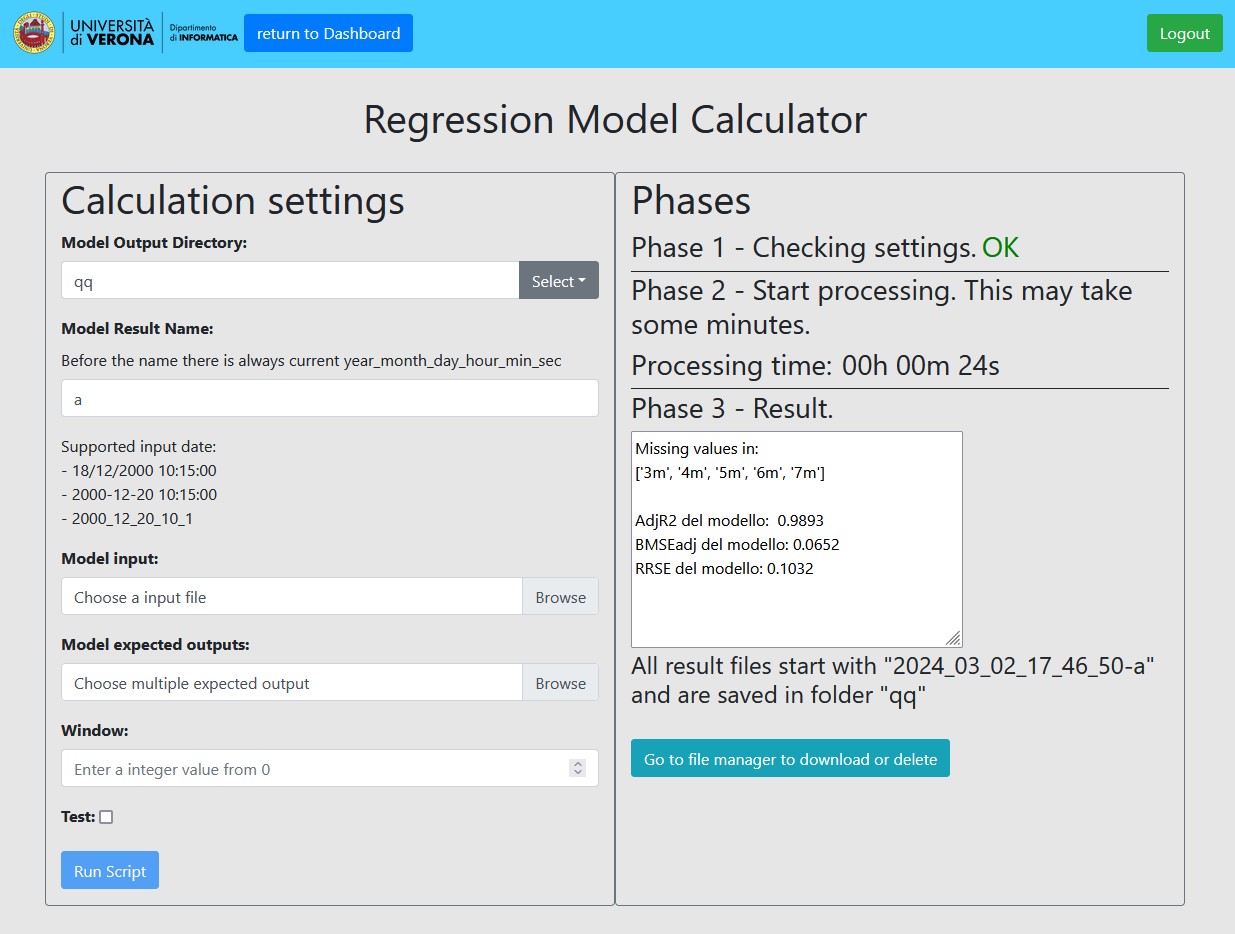 UNIVERSITÀ
di VERONA
Dipartimento
di INFORMATICA
return to Dashboard
Logout
Regression Model Calculator
Calculation settings
Model Output Directory:
qq
Select
Model Result Name:
Before the name there is always current year_month_day_hour_min_sec
a
Supported input date:
- 18/12/2000 10:15:00
- 2000-12-20 10:15:00
- 2000_12_20_10_1
Model input:
Choose a input file
Browse
Model expected outputs:
Choose multiple expected output
Browse
Window:
Enter a integer value from 0
Test:
Run Script
Phases
Phase 1 - Checking settings. OK
Phase 2 - Start processing. This may take
some minutes.
Processing time: 00h 00m 24s
Phase 3 - Result.
Missing values in:
['3m', '4m', '5m', '6m', '7m']
AdjR2 del modello:  0.9893
BMSEadj del modello: 0.0652
RRSE del modello: 0.1032
All result files start with "2024_03_02_17_46_50-a"
and are saved in folder "qq"
Go to file manager to download or delete